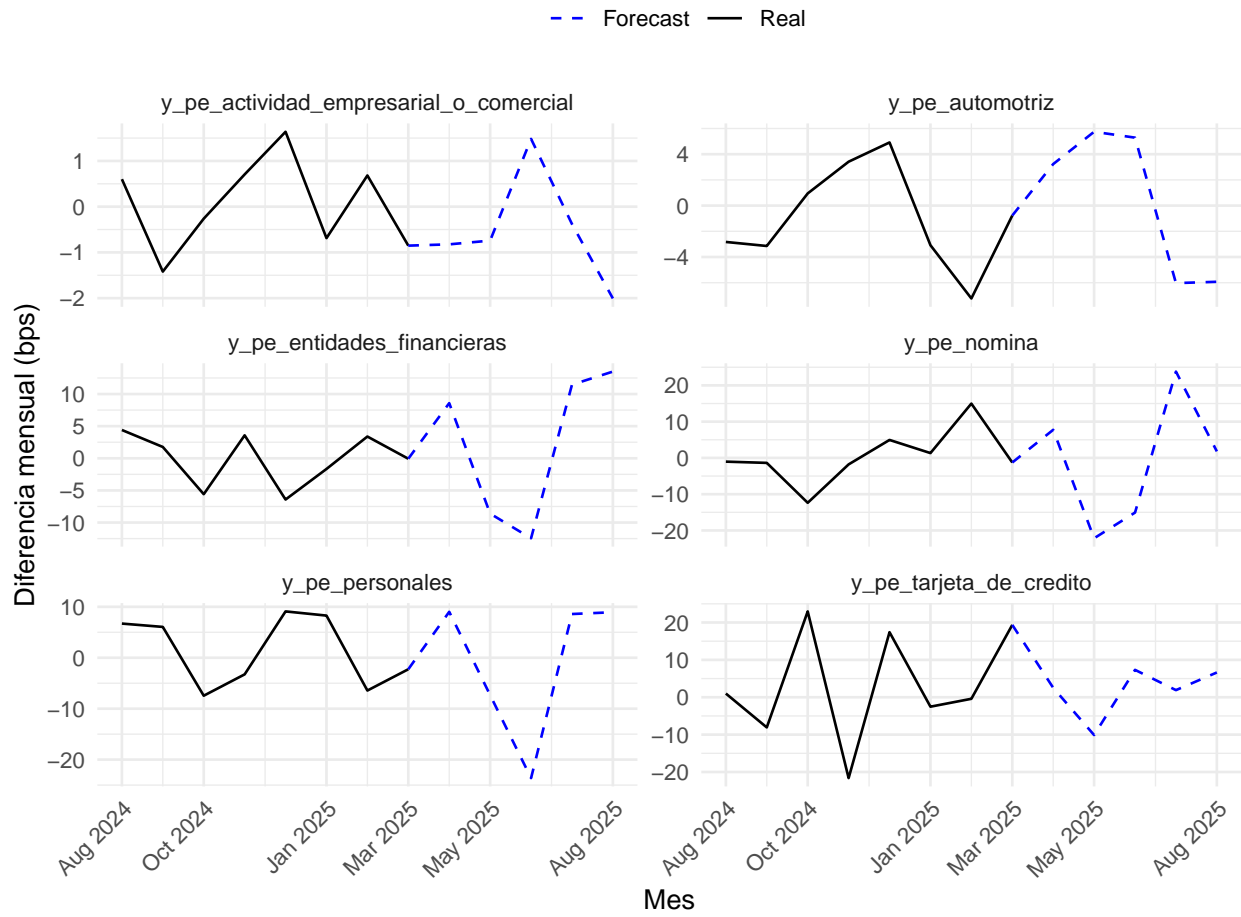 Forecast Real
y_pe_actividad_empresarial_o_comercial
1
0
−1
−2
y_pe_automotriz
4
0
−4
y_pe_entidades_financieras
10
5
0
−5
−10
y_pe_nomina
20
10
0
−10
−20
y_pe_personales
10
0
−10
−20
y_pe_tarjeta_de_credito
20
10
0
−10
−20
Aug 2024
Oct 2024
Jan 2025
Mar 2025
May 2025
Aug 2025
Aug 2024
Oct 2024
Jan 2025
Mar 2025
May 2025
Aug 2025
Mes
Diferencia mensual (bps)